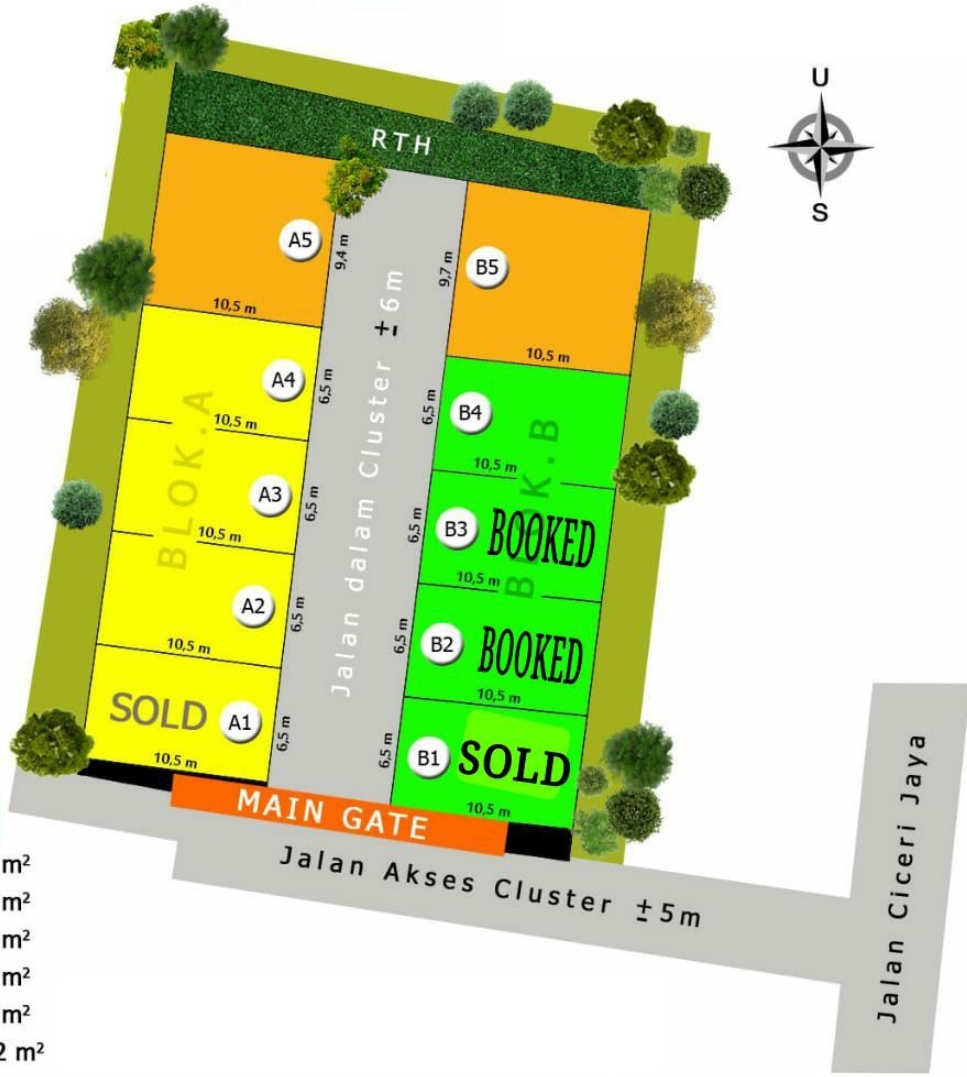 U
S
RTH
A5
9,4 m
10,5 m
B5
9,7 m
10,5 m
A4
6,5 m
10,5 m
A3
6,5 m
10,5 m
A2
6,5 m
10,5 m
SOLD A1
6,5 m
10,5 m
BLOK.A
Jalan dalam Cluster +- 6m
B4
6,5 m
10,5 m
B3 BOOKED
6,5 m
10,5 m
B2 BOOKED
6,5 m
10,5 m
B1 SOLD
6,5 m
10,5 m
BLOK.B
MAIN GATE
Jalan Akses Cluster ±5m
Jalan Ciceri Jaya
m²
m²
m²
m²
m²
2 m²